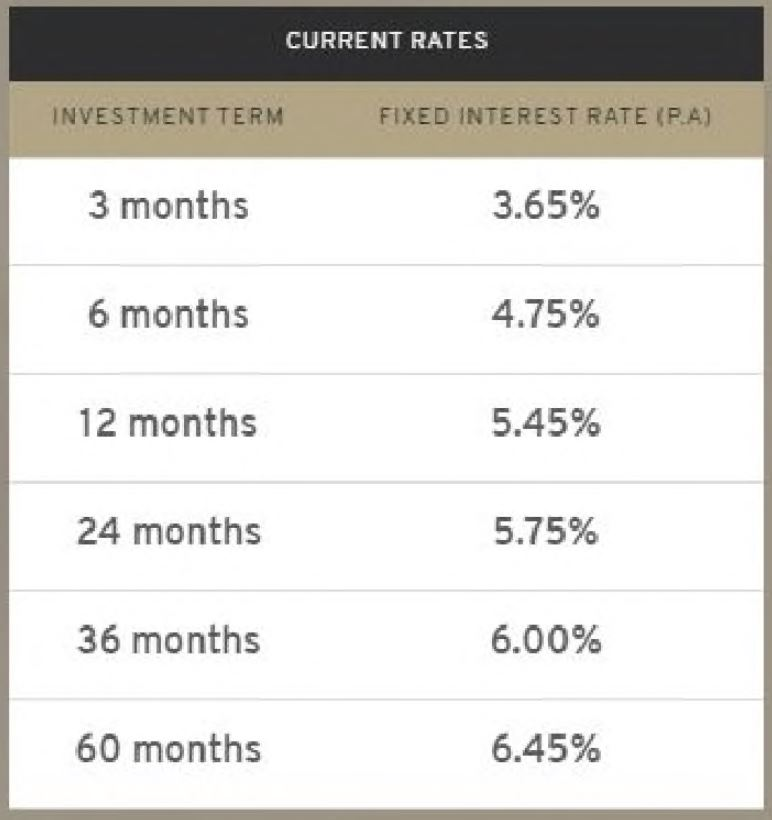 CURRENT RATES
INVESTMENT TERM FIXED INTEREST RATE (P.A)
3 months 3.65%
6 months 4.75%
12 months 5.45%
24 months 5.75%
36 months 6.00%
60 months 6.45%